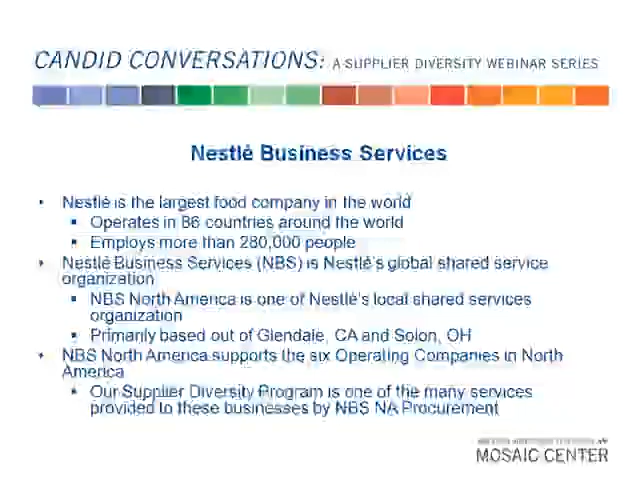 CANDID CONVERSATIONS: A SUPPLIER DIVERSITY WEBINAR SERIES
Nestlé Business Services
• Nestlé is the largest food company in the world
▪ Operates in 86 countries around the world
▪ Employs more than 280,000 people
• Nestlé Business Services (NBS) is Nestlé's global shared service
organization
▪ NBS North America is one of Nestlé's local shared services
organization
▪ Primarily based out of Glendale, CA and Solon, OH
• NBS North America supports the six Operating Companies in North
America
▪ Our Supplier Diversity Program is one of the many services
provided to these businesses by NBS NA Procurement
MOSAIC CENTER